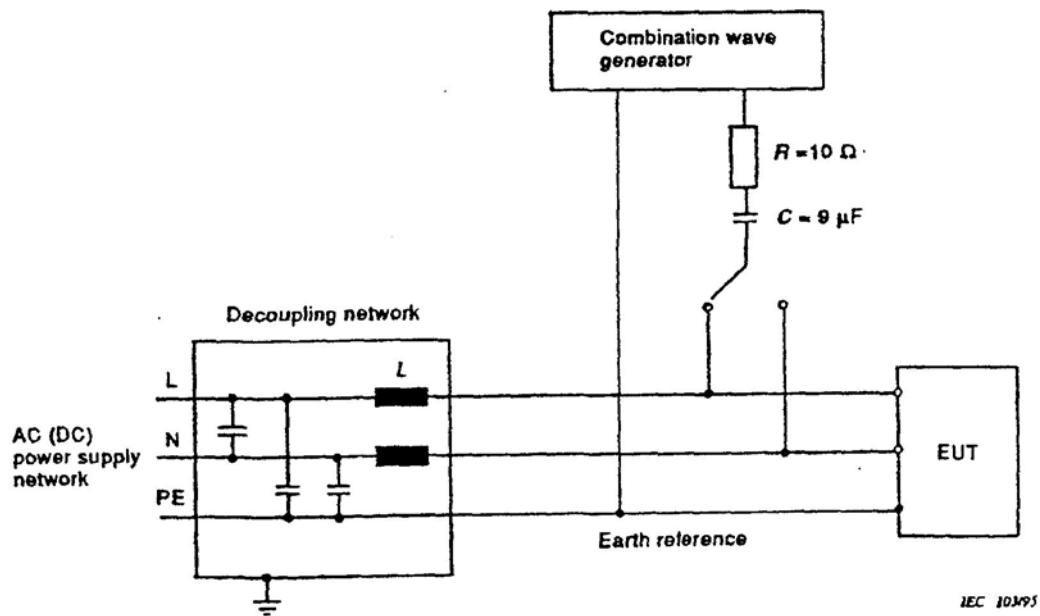 Combination wave
generator
R = 10 Ω
C = 9 µF
Decoupling network
L
L
N
AC (DC)
power supply
network
PE
EUT
Earth reference
IEC 103/95